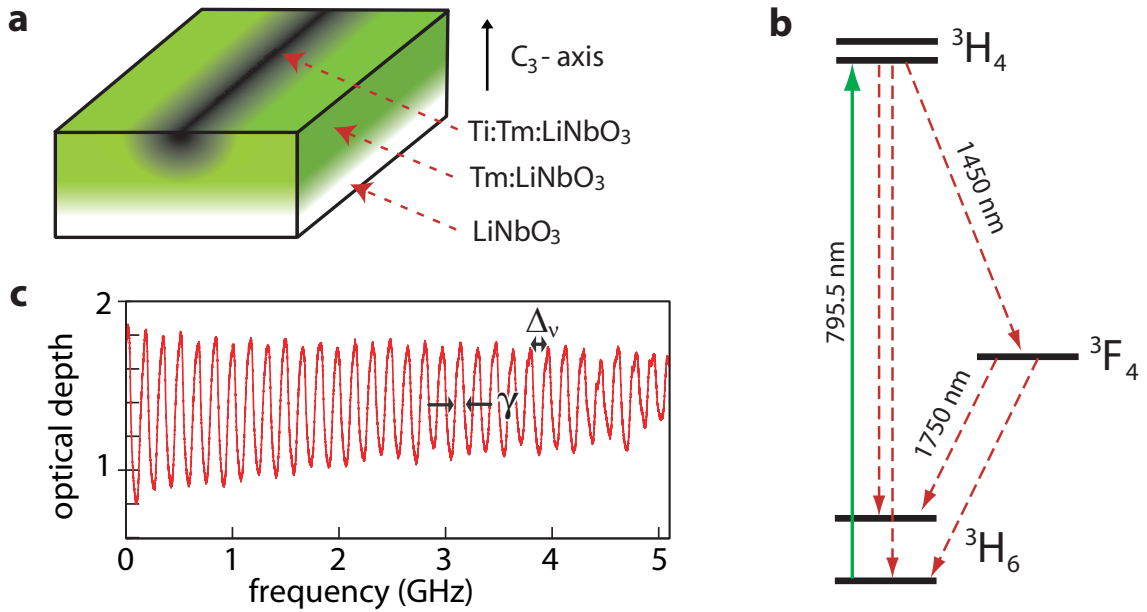 a
C₃- axis
Ti:Tm:LiNbO₃
Tm:LiNbO₃
LiNbO₃
b
³H₄
1450 nm
795.5 nm
³F₄
1750 nm
³H₆
c
optical depth
2
1
Δᵥ
γ
0 1 2 3 4 5
frequency (GHz)